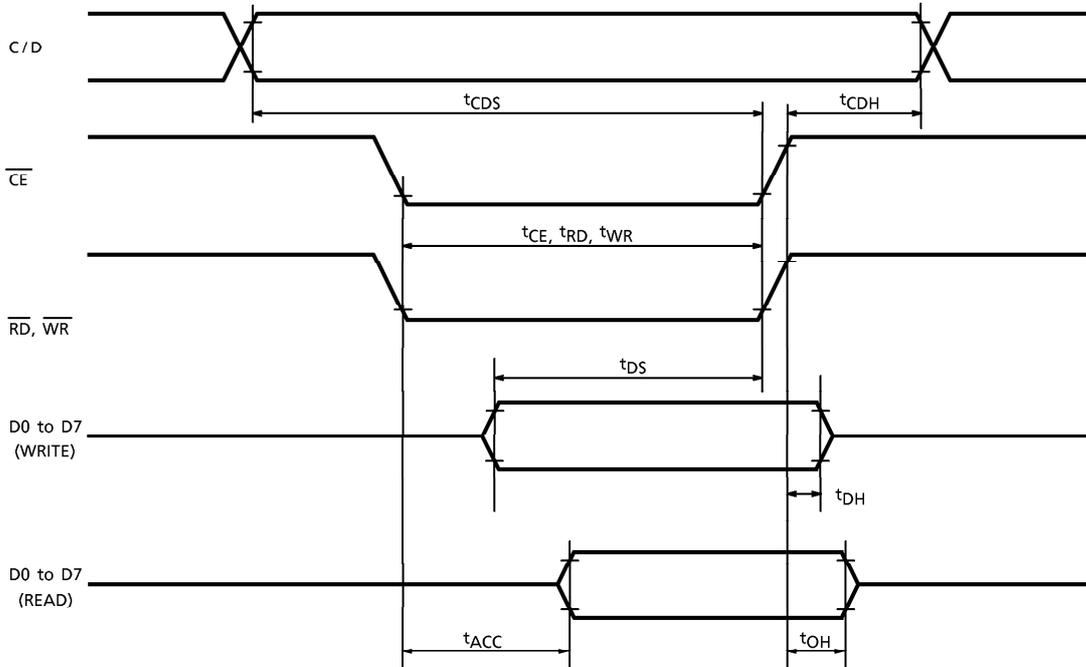 C/D
tCDS
tCDH
CE
tCE, tRD, tWR
RD, WR
tDS
D0 to D7
(WRITE)
tDH
D0 to D7
(READ)
tACC
tOH